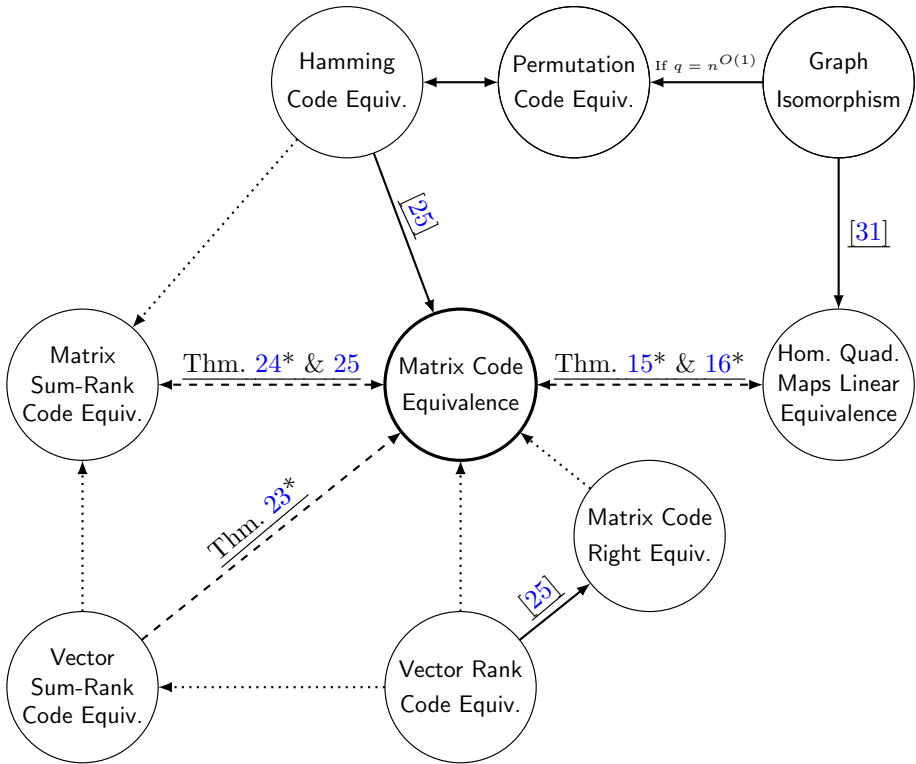 Hamming
Code Equiv.
Permutation
Code Equiv.
If q = n^{O(1)}
Graph
Isomorphism
[25]
[31]
Matrix
Sum-Rank
Code Equiv.
Thm. 24* & 25
Matrix Code
Equivalence
Thm. 15* & 16*
Hom. Quad.
Maps Linear
Equivalence
Thm. 23*
Matrix Code
Right Equiv.
[25]
Vector
Sum-Rank
Code Equiv.
Vector Rank
Code Equiv.